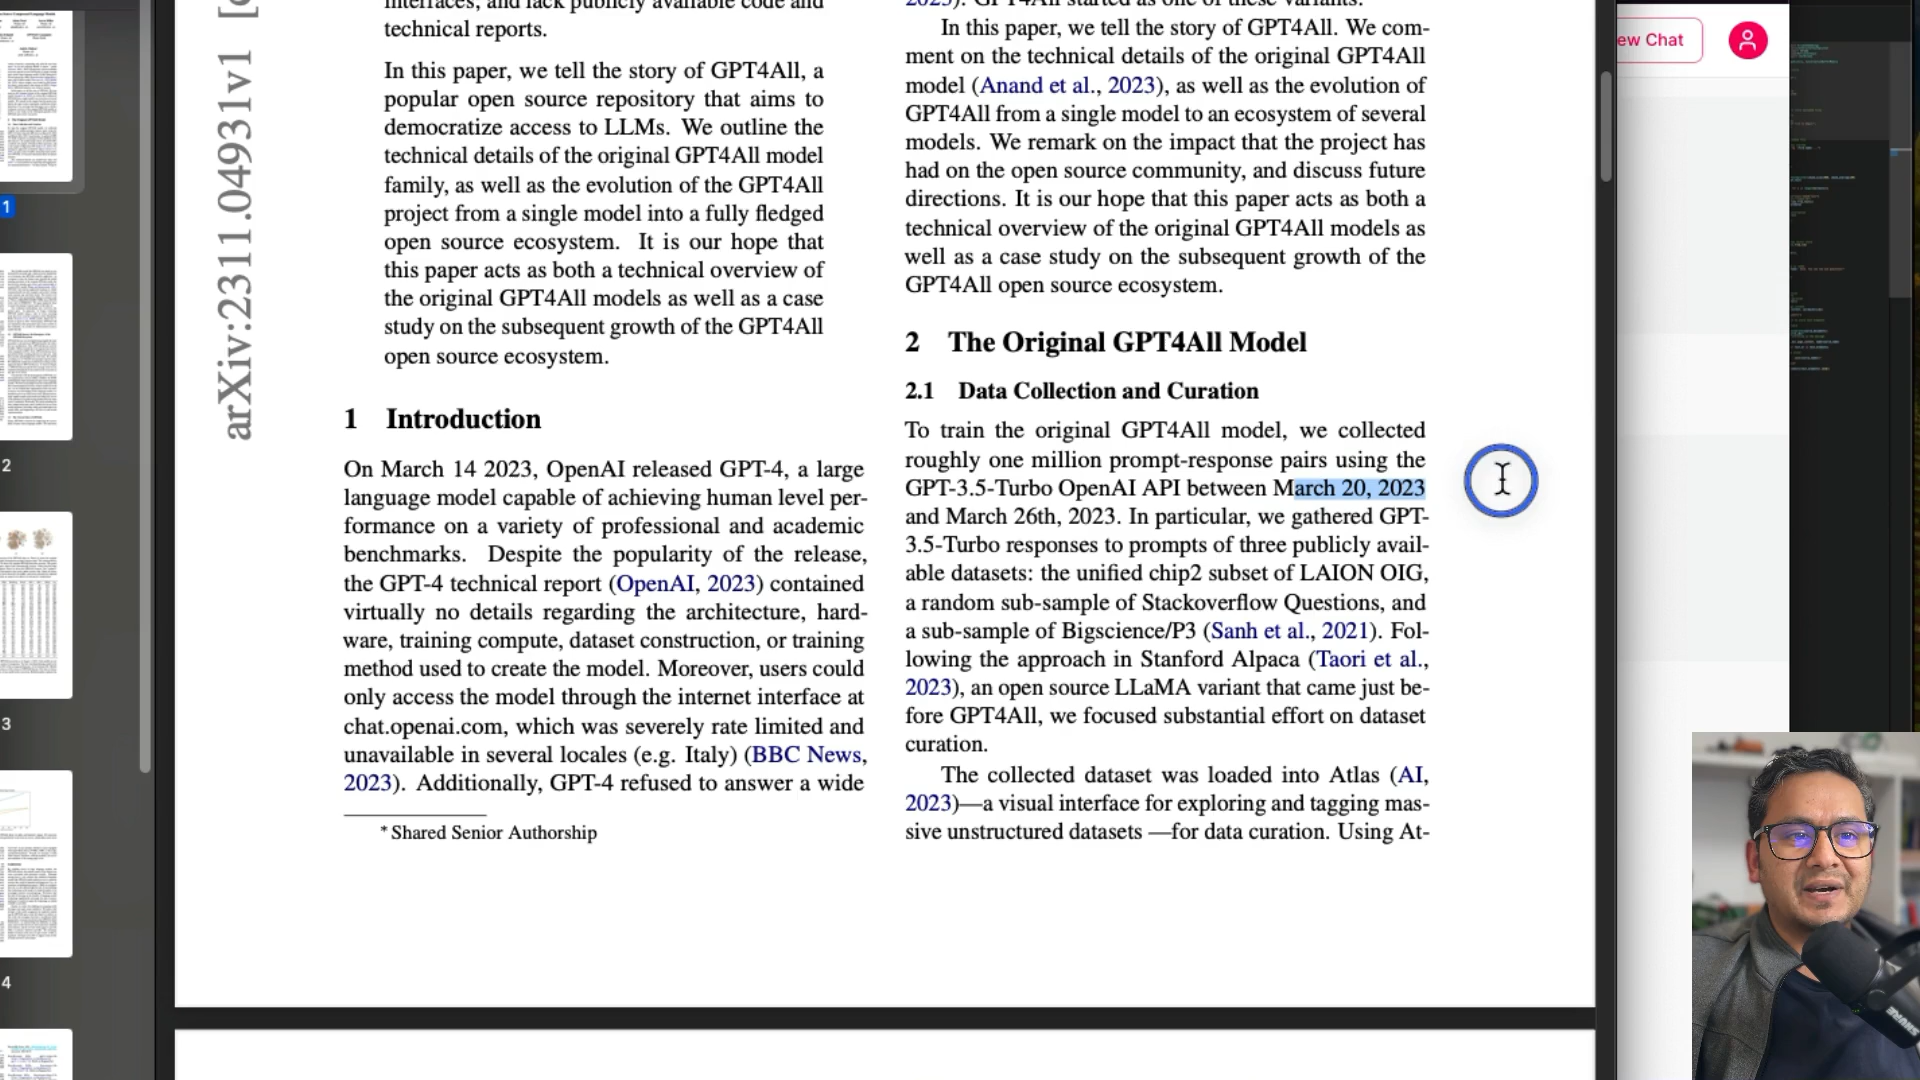 interfaces, and lack publicly available code and
technical reports.
In this paper, we tell the story of GPT4All, a
popular open source repository that aims to
democratize access to LLMs. We outline the
technical details of the original GPT4All model
family, as well as the evolution of the GPT4All
project from a single model into a fully fledged
open source ecosystem. It is our hope that
this paper acts as both a technical overview of
the original GPT4All models as well as a case
study on the subsequent growth of the GPT4All
open source ecosystem.
1 Introduction
On March 14 2023, OpenAI released GPT-4, a large
language model capable of achieving human level per-
formance on a variety of professional and academic
benchmarks. Despite the popularity of the release,
the GPT-4 technical report (OpenAI, 2023) contained
virtually no details regarding the architecture, hard-
ware, training compute, dataset construction, or training
method used to create the model. Moreover, users could
only access the model through the internet interface at
chat.openai.com, which was severely rate limited and
unavailable in several locales (e.g. Italy) (BBC News,
2023). Additionally, GPT-4 refused to answer a wide
* Shared Senior Authorship
2023). GPT4All started as one of these variants.
In this paper, we tell the story of GPT4All. We com-
ment on the technical details of the original GPT4All
model (Anand et al., 2023), as well as the evolution of
GPT4All from a single model to an ecosystem of several
models. We remark on the impact that the project has
had on the open source community, and discuss future
directions. It is our hope that this paper acts as both a
technical overview of the original GPT4All models as
well as a case study on the subsequent growth of the
GPT4All open source ecosystem.
2 The Original GPT4All Model
2.1 Data Collection and Curation
To train the original GPT4All model, we collected
roughly one million prompt-response pairs using the
GPT-3.5-Turbo OpenAI API between March 20, 2023
and March 26th, 2023. In particular, we gathered GPT-
3.5-Turbo responses to prompts of three publicly avail-
able datasets: the unified chip2 subset of LAION OIG,
a random sub-sample of Stackoverflow Questions, and
a sub-sample of Bigscience/P3 (Sanh et al., 2021). Fol-
lowing the approach in Stanford Alpaca (Taori et al.,
2023), an open source LLaMA variant that came just be-
fore GPT4All, we focused substantial effort on dataset
curation.
The collected dataset was loaded into Atlas (AI,
2023)—a visual interface for exploring and tagging mas-
sive unstructured datasets —for data curation. Using At-
arXiv:2311.04931v1 [c
1
2
3
4
ew Chat
SHURE